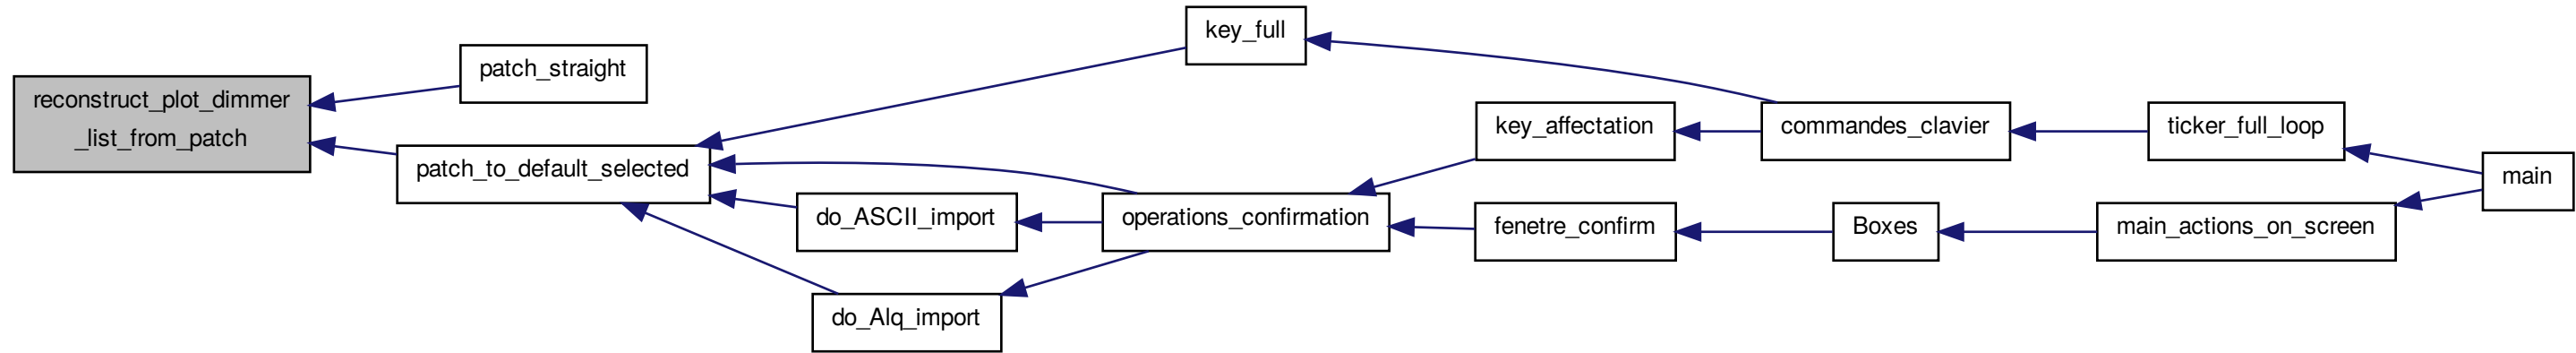 reconstruct_plot_dimmer
_list_from_patch
patch_straight
patch_to_default_selected
key_full
do_ASCII_import
do_Alq_import
operations_confirmation
key_affectation
fenetre_confirm
commandes_clavier
Boxes
ticker_full_loop
main_actions_on_screen
main